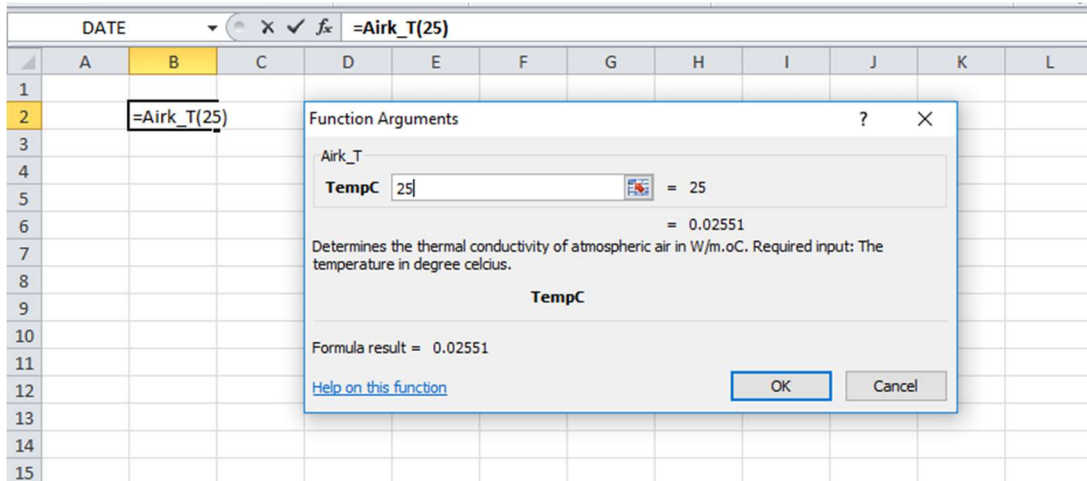 DATE fx =Airk_T(25)
A B C D E F G H I J K L
1
2 =Airk_T(25)
Function Arguments ? X
3
Airk_T
4
TempC 25 = 25
5
6 = 0.02551
7 Determines the thermal conductivity of atmospheric air in W/m.oC. Required input: The
temperature in degree celcius.
8
TempC
9
10
Formula result = 0.02551
11
12 Help on this function OK Cancel
13
14
15